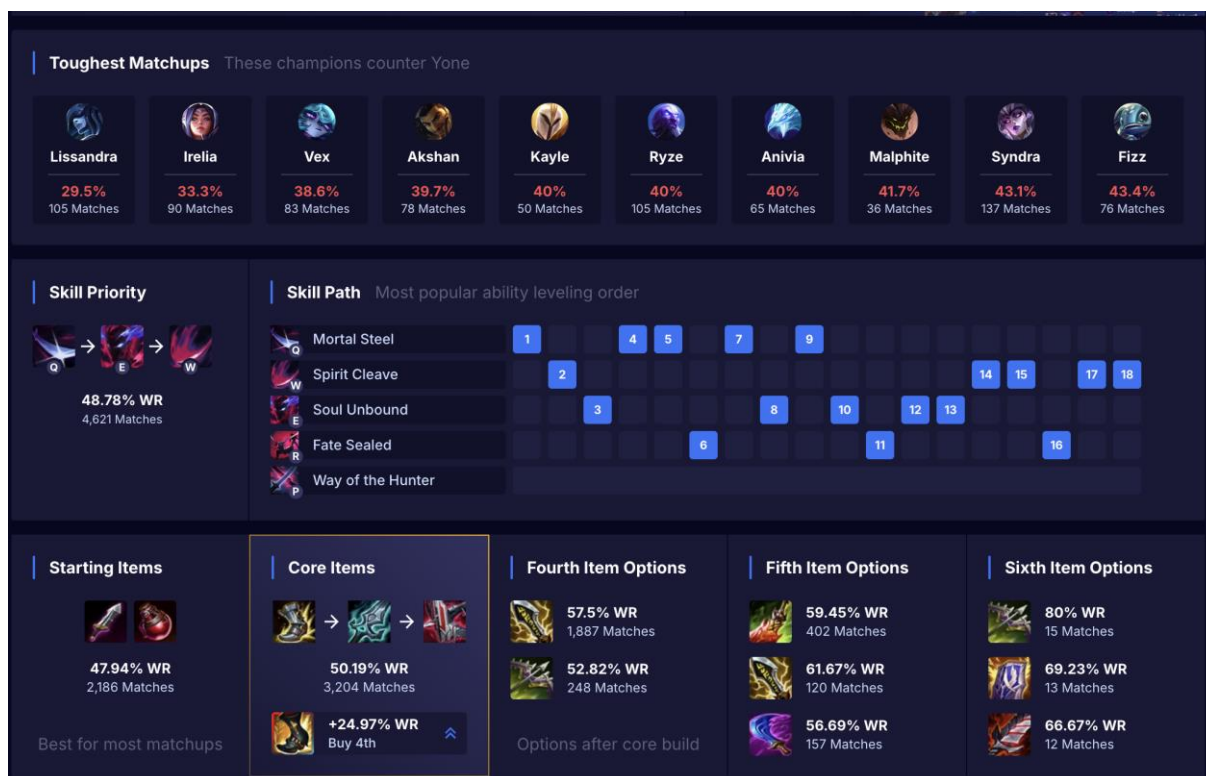 Toughest Matchups These champions counter Yone
Lissandra Irelia Vex Akshan Kayle Ryze Anivia Malphite Syndra Fizz
29.5% 33.3% 38.6% 39.7% 40% 40% 40% 41.7% 43.1% 43.4%
105 Matches 90 Matches 83 Matches 78 Matches 50 Matches 105 Matches 65 Matches 36 Matches 137 Matches 76 Matches
Skill Priority
Q E W
48.78% WR
4,621 Matches
Skill Path Most popular ability leveling order
Q Mortal Steel 1 4 5 7 9
W Spirit Cleave 2 14 15 17 18
E Soul Unbound 3 8 10 12 13
R Fate Sealed 6 11 16
P Way of the Hunter
Starting Items
47.94% WR
2,186 Matches
Best for most matchups
Core Items
50.19% WR
3,204 Matches
+24.97% WR
Buy 4th
Fourth Item Options
57.5% WR
1,887 Matches
52.82% WR
248 Matches
Options after core build
Fifth Item Options
59.45% WR
402 Matches
61.67% WR
120 Matches
56.69% WR
157 Matches
Sixth Item Options
80% WR
15 Matches
69.23% WR
13 Matches
66.67% WR
12 Matches